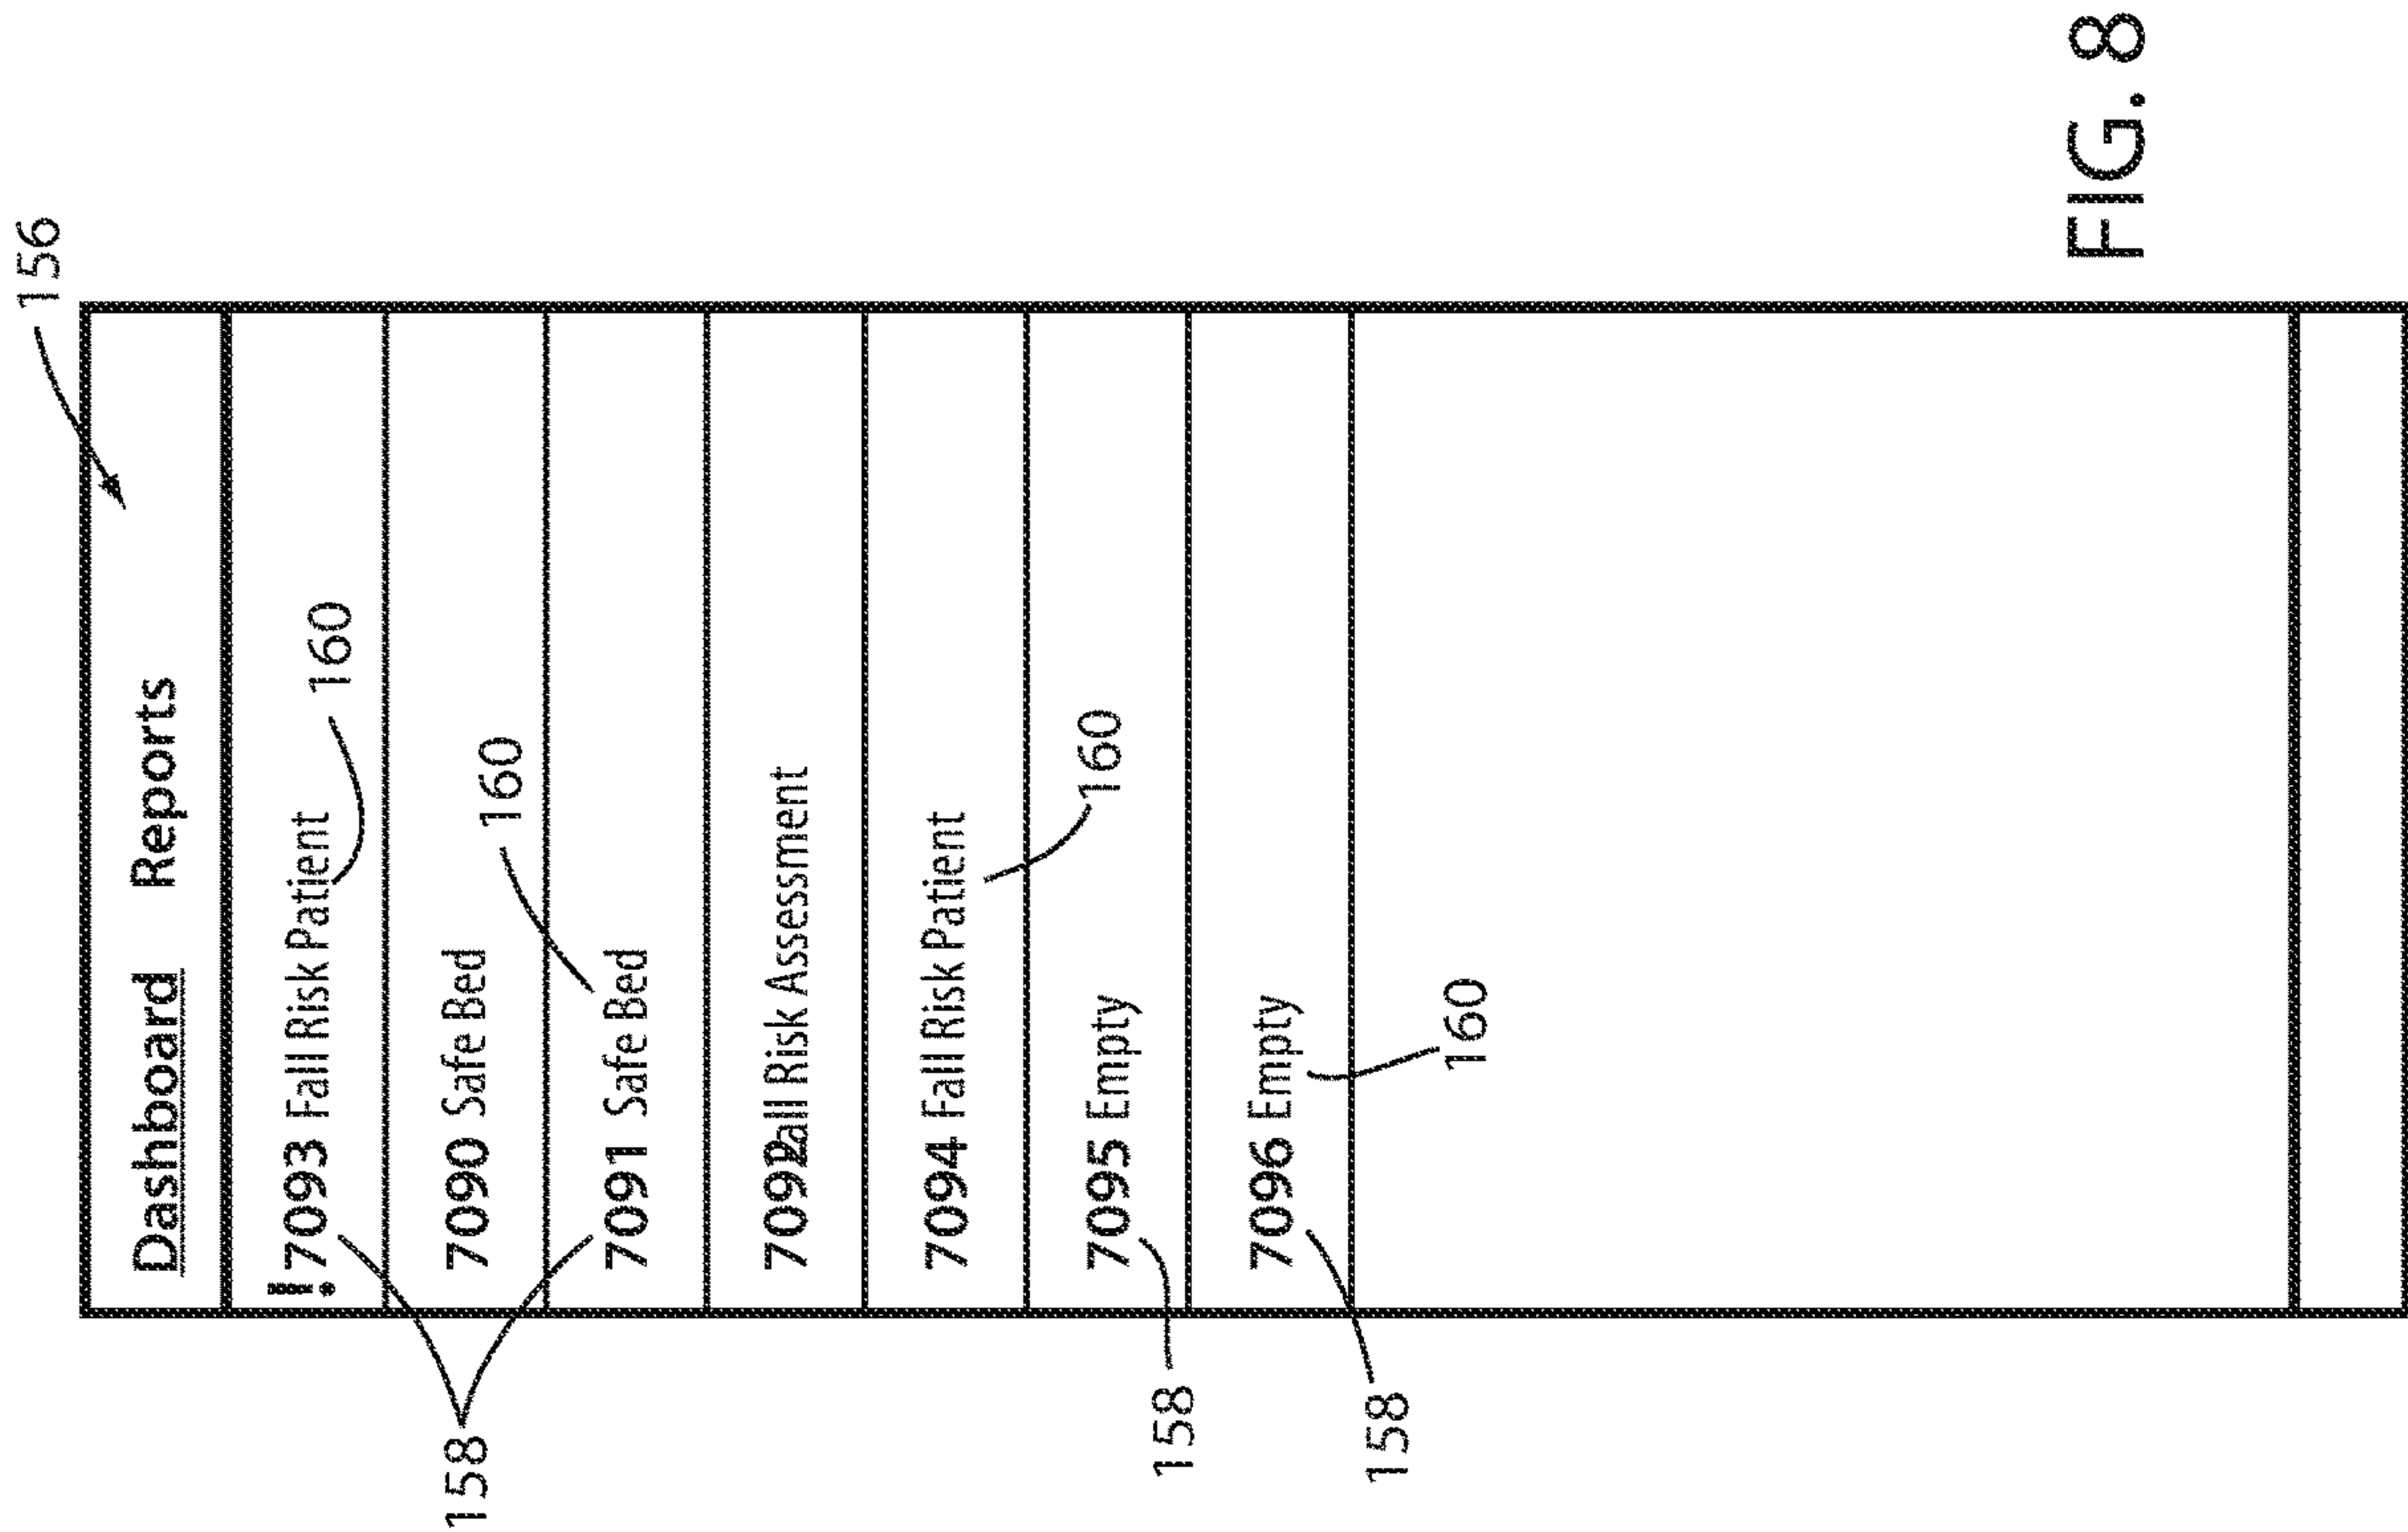 156
Dashboard Reports
! 7093 Fall Risk Patient
160
7090 Safe Bed
160
158
7091 Safe Bed
7092 Fall Risk Assessment
7094 Fall Risk Patient
160
7095 Empty
158
7096 Empty
158
160
FIG. 8